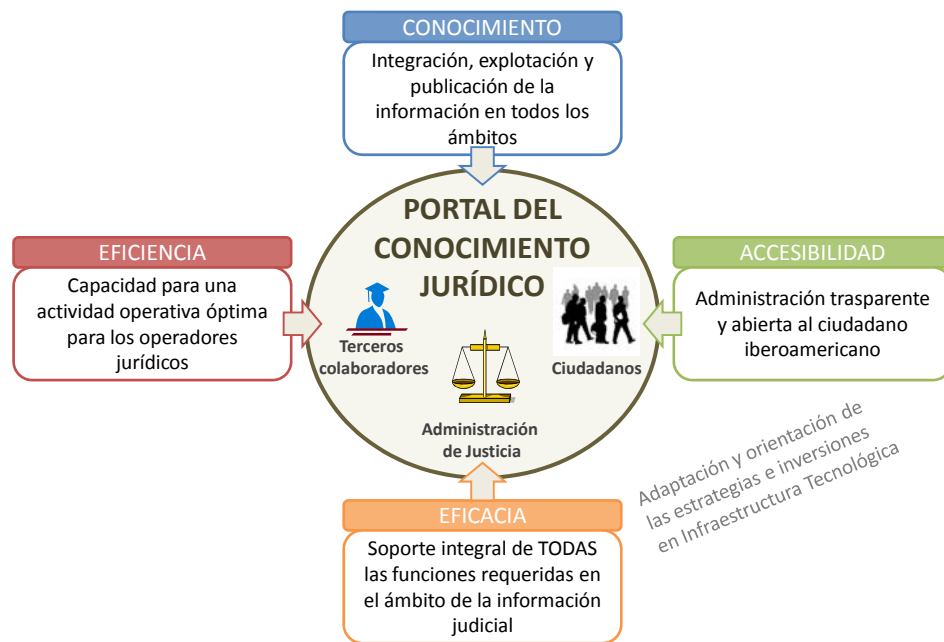 CONOCIMIENTO
Integración, explotación y
publicación de la
información en todos los
ámbitos
PORTAL DEL
CONOCIMIENTO
JURÍDICO
EFICIENCIA
Capacidad para una
actividad operativa óptima
para los operadores
jurídicos
ACCESIBILIDAD
Administración trasparente
y abierta al ciudadano
iberoamericano
Terceros
colaboradores
Ciudadanos
Administración
de Justicia
Adaptación y orientación de
las estrategias e inversiones
en Infraestructura Tecnológica
EFICACIA
Soporte integral de TODAS
las funciones requeridas en
el ámbito de la información
judicial